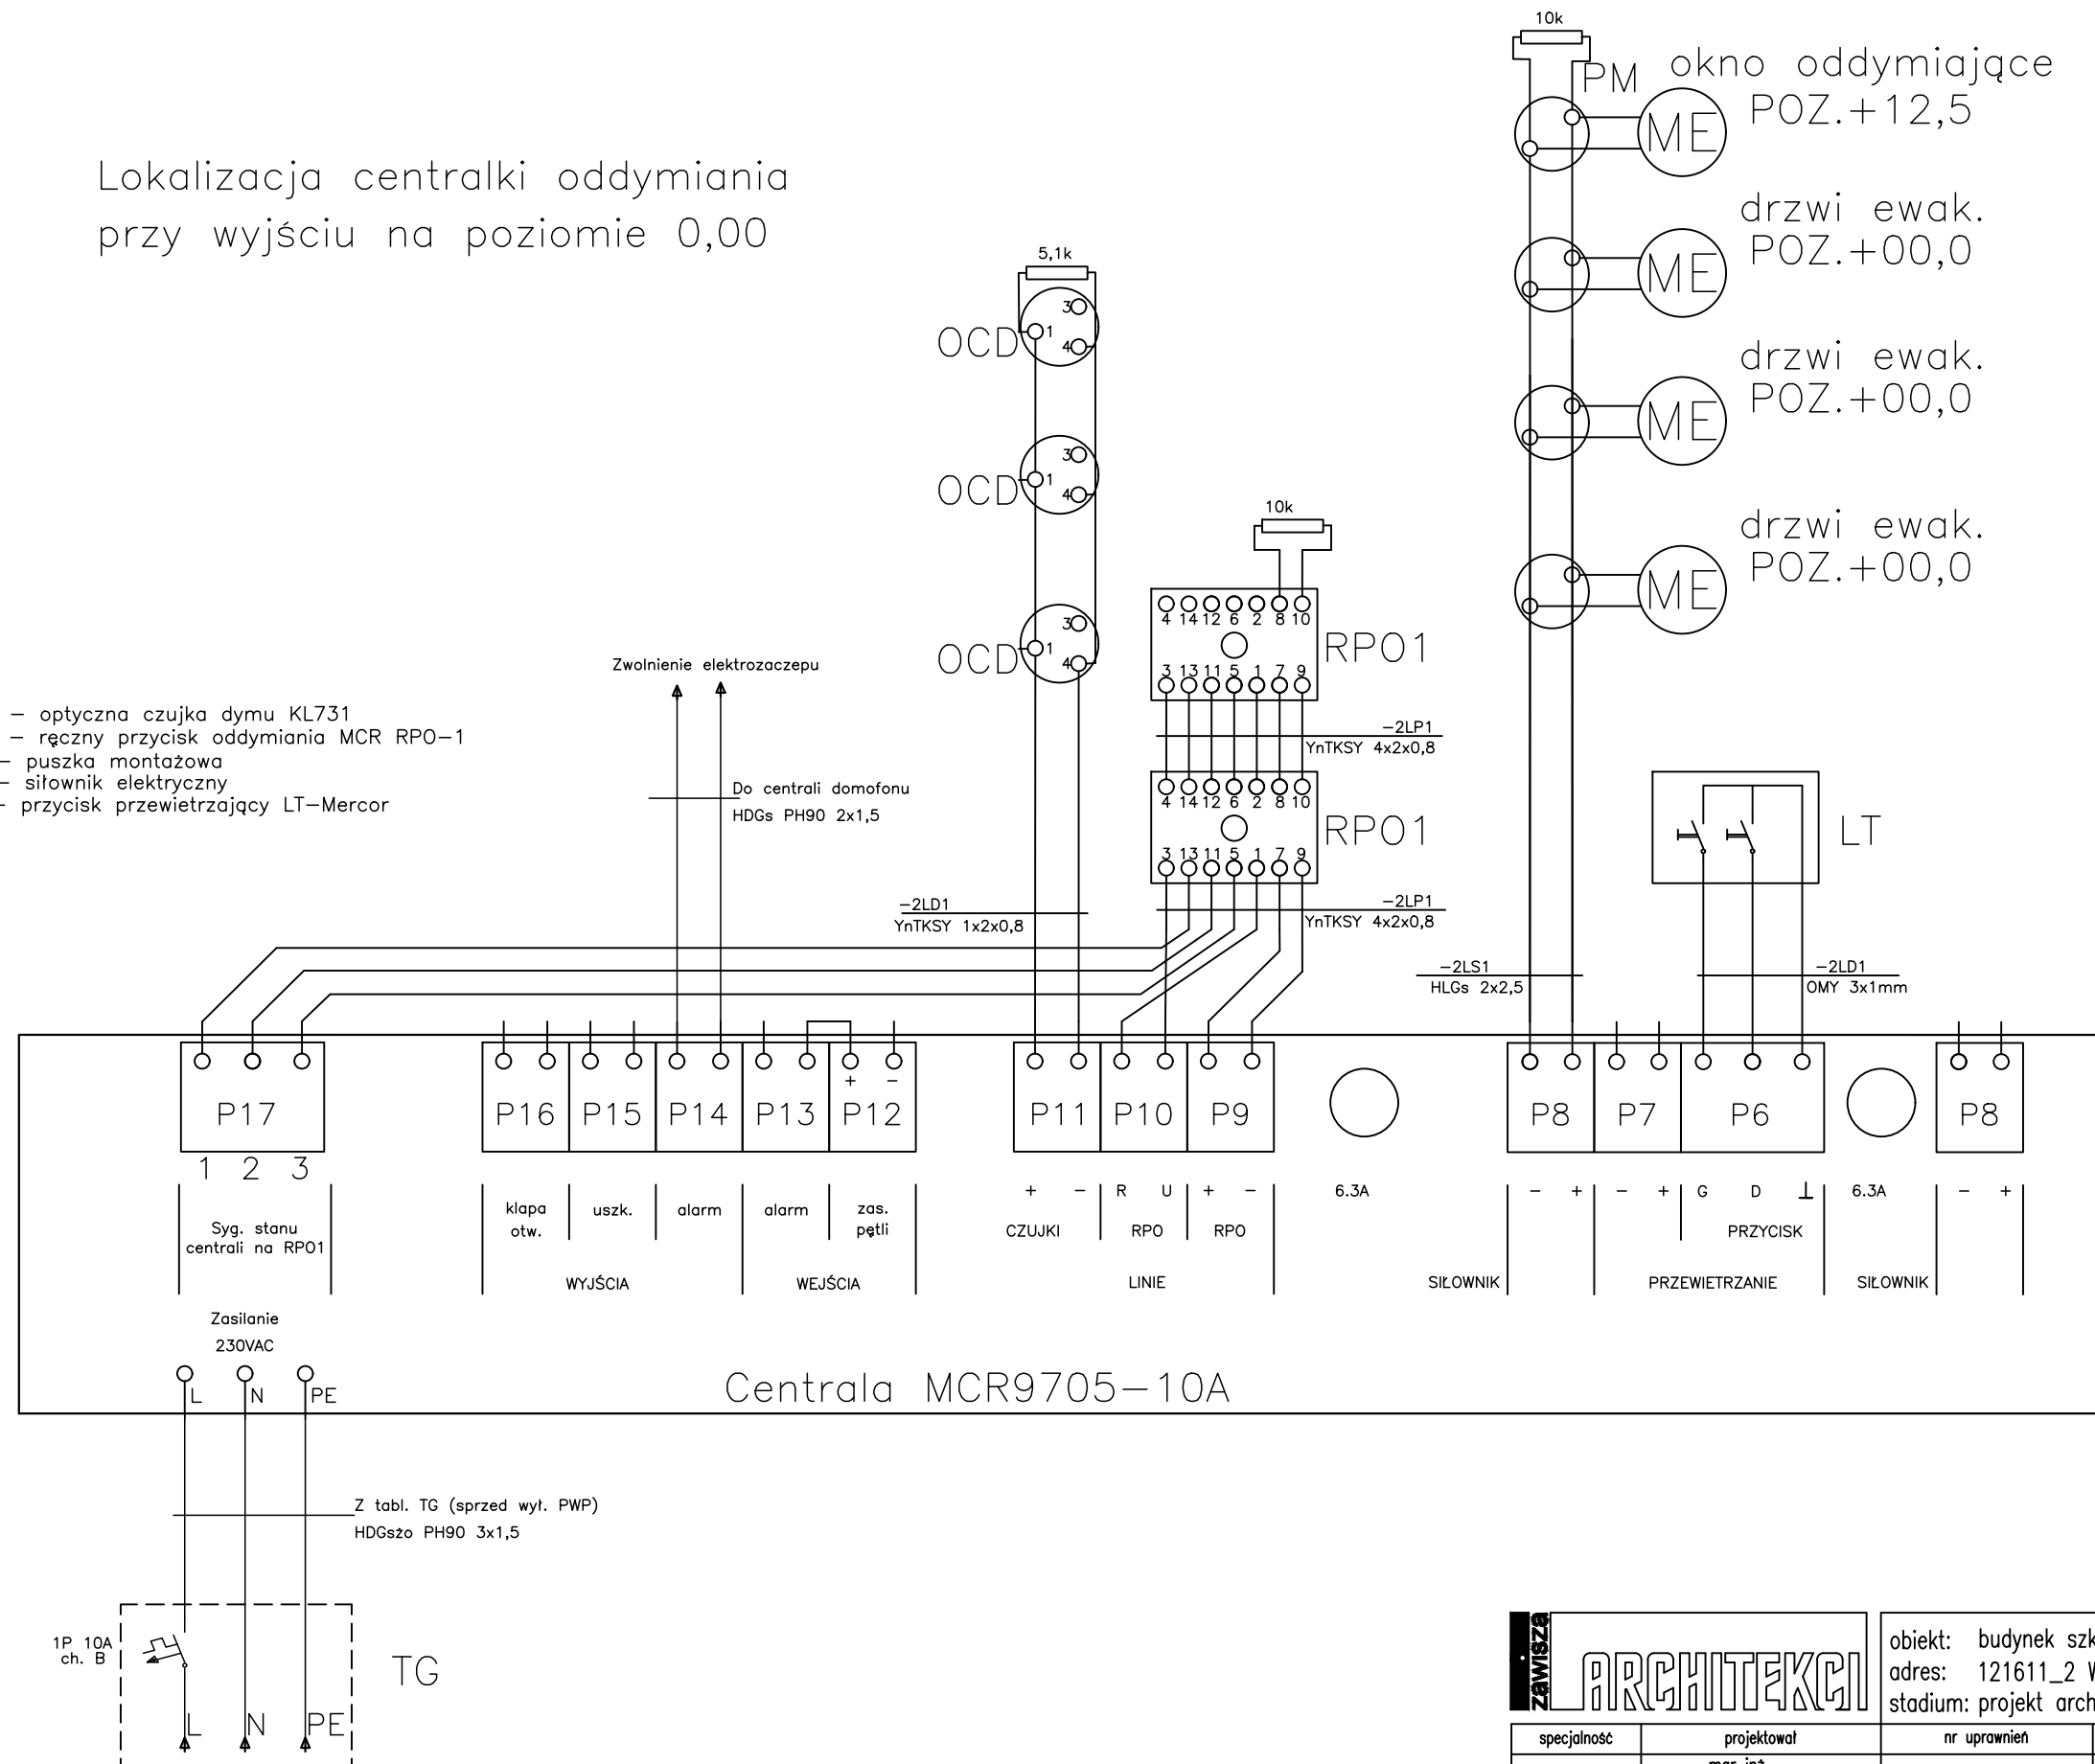 10k
PM okno oddymiające
POZ.+12,5
ME
Lokalizacja centralki oddymiania
przy wyjściu na poziomie 0,00
drzwi ewak.
POZ.+00,0
ME
5,1k
OCD 1 3 4
drzwi ewak.
POZ.+00,0
ME
OCD 1 3 4
10k
drzwi ewak.
POZ.+00,0
ME
OCD 1 3 4
4 14 12 6 2 8 10
RPO1
3 13 11 5 1 7 9
Zwolnienie elektrozaczepu
– optyczna czujka dymu KL731
– ręczny przycisk oddymiania MCR RPO–1
– puszka montażowa
– siłownik elektryczny
– przycisk przewietrzający LT–Mercor
–2LP1
YnTKSY 4x2x0,8
Do centrali domofonu
HDGs PH90 2x1,5
4 14 12 6 2 8 10
RPO1
3 13 11 5 1 7 9
LT
–2LD1
YnTKSY 1x2x0,8
–2LP1
YnTKSY 4x2x0,8
–2LS1
HLGs 2x2,5
–2LD1
OMY 3x1mm
+ –
P17 P16 P15 P14 P13 P12 P11 P10 P9 P8 P7 P6 P8
1 2 3
+ – R U + – 6.3A – + – + G D ⊥ 6.3A – +
klapa
otw.
uszk.
alarm
alarm
zas.
pętli
Syg. stanu
centrali na RPO1
CZUJKI RPO RPO PRZYCISK
WYJŚCIA WEJŚCIA LINIE SIŁOWNIK PRZEWIETRZANIE SIŁOWNIK
Zasilanie
230VAC
L N PE
Centrala MCR9705–10A
Z tabl. TG (sprzed wył. PWP)
HDGsżo PH90 3x1,5
1P 10A
ch. B
TG
L N PE
zawisza
ARCHITEKCI
obiekt: budynek
adres: 121611_2
stadium: projekt
specjalność projektował nr uprawnień